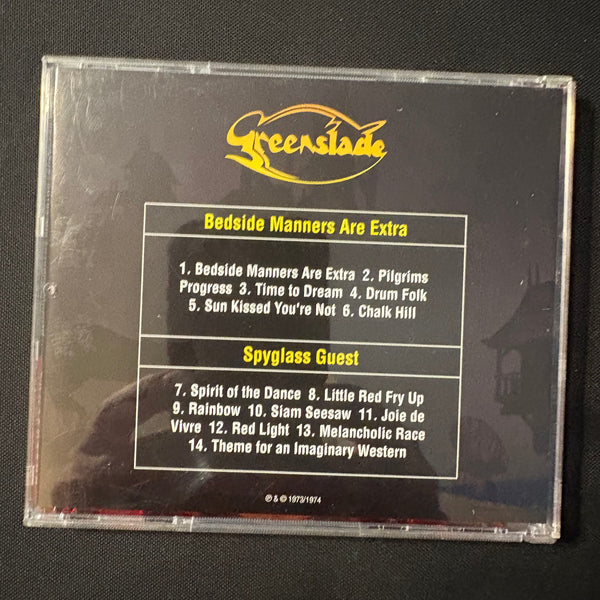 Greenslade
Bedside Manners Are Extra
1. Bedside Manners Are Extra 2. Pilgrims
Progress 3. Time to Dream 4. Drum Folk
5. Sun Kissed You're Not 6. Chalk Hill
Spyglass Guest
7. Spirit of the Dance 8. Little Red Fry Up
9. Rainbow 10. Siam Seesaw 11. Joie de
Vivre 12. Red Light 13. Melancholic Race
14. Theme for an Imaginary Western
℗ & © 1973/1974